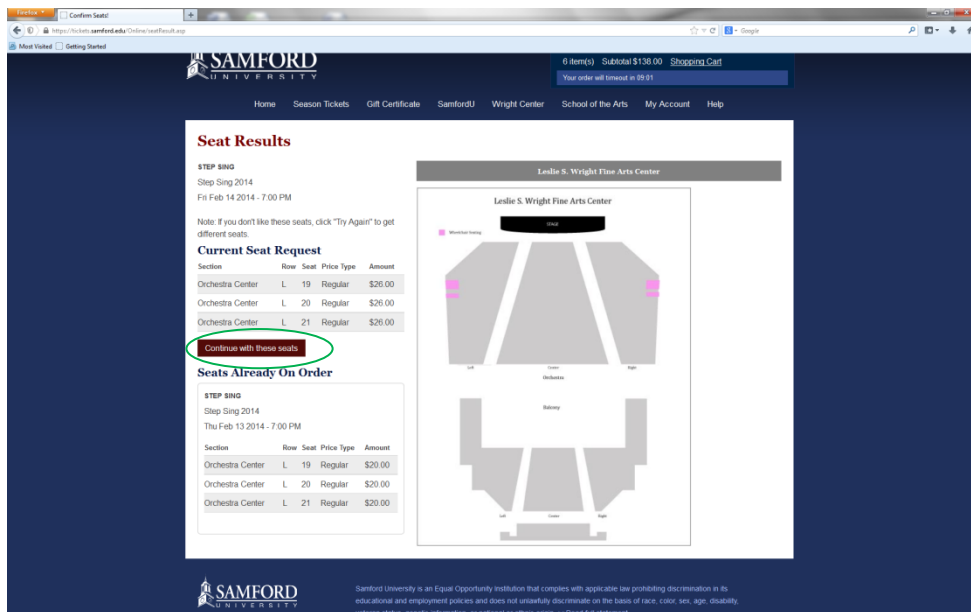 Firefox
Confirm Seats!
https://tickets.samford.edu/Online/seatResult.asp
Google
Most Visited
Getting Started
SAMFORD
UNIVERSITY
6 item(s) Subtotal $138.00 Shopping Cart
Your order will timeout in 09:01
Home Season Tickets Gift Certificate SamfordU Wright Center School of the Arts My Account Help
Seat Results
STEP SING
Step Sing 2014
Fri Feb 14 2014 - 7:00 PM
Note: If you don't like these seats, click "Try Again" to get
different seats.
Current Seat Request
Section Row Seat Price Type Amount
Orchestra Center L 19 Regular $26.00
Orchestra Center L 20 Regular $26.00
Orchestra Center L 21 Regular $26.00
Continue with these seats
Seats Already On Order
STEP SING
Step Sing 2014
Thu Feb 13 2014 - 7:00 PM
Section Row Seat Price Type Amount
Orchestra Center L 19 Regular $20.00
Orchestra Center L 20 Regular $20.00
Orchestra Center L 21 Regular $20.00
Leslie S. Wright Fine Arts Center
Leslie S. Wright Fine Arts Center
STAGE
Wheelchair Seating
Left Center Right
Orchestra
Balcony
Left Center Right
SAMFORD
UNIVERSITY
Samford University is an Equal Opportunity Institution that complies with applicable law prohibiting discrimination in its
educational and employment policies and does not unlawfully discriminate on the basis of race, color, sex, age, disability,